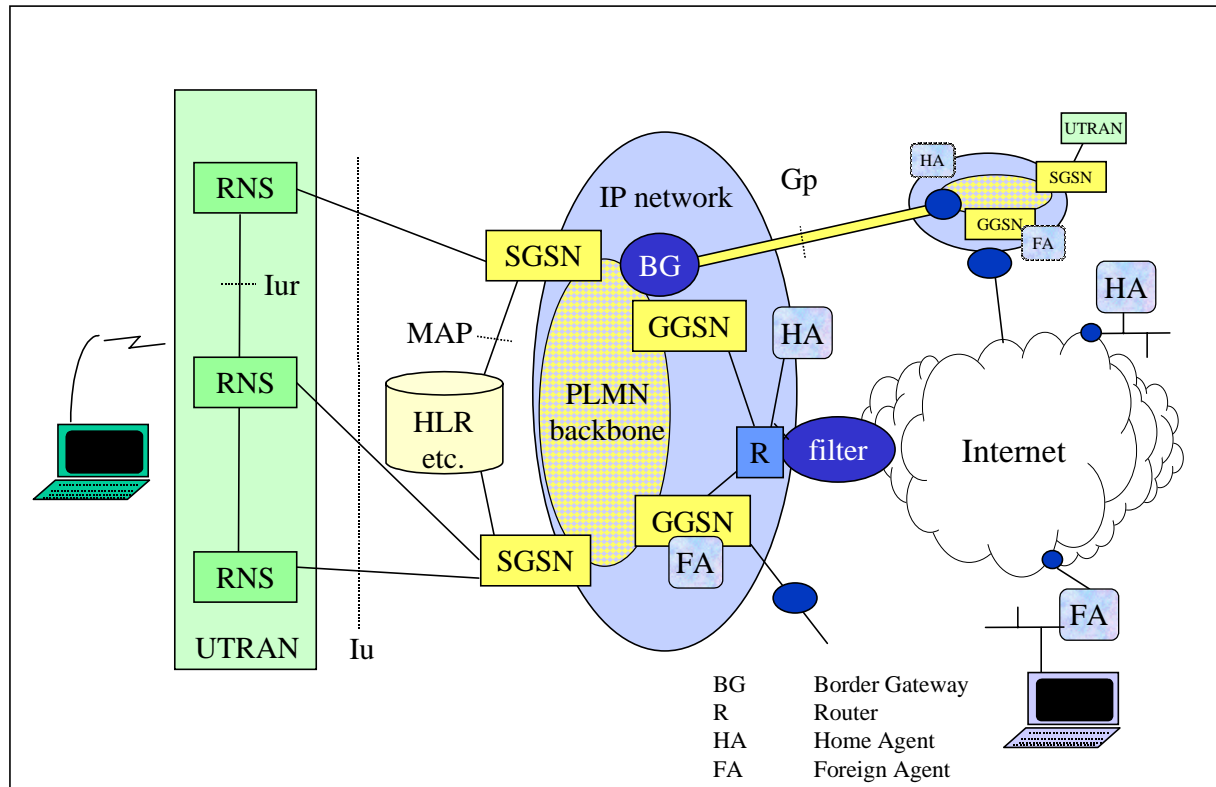 UTRAN
HA
SGSN
Gp
RNS
IP network
GGSN
FA
SGSN
BG
Iur
HA
GGSN
HA
MAP
RNS
PLMN
backbone
HLR
etc.
R
filter
Internet
GGSN
SGSN
FA
RNS
FA
UTRAN
Iu
BG Border Gateway
R Router
HA Home Agent
FA Foreign Agent